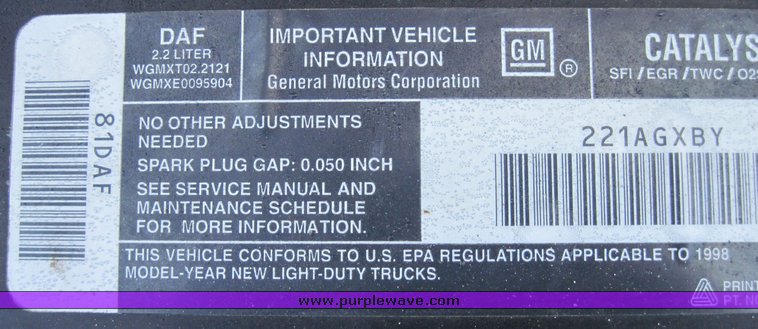 DAF
2.2 LITER
WGMXT02.2121
WGMXE0095904
IMPORTANT VEHICLE
INFORMATION
General Motors Corporation
GM
®
CATALYS
SFI / EGR / TWC / O2S
81DAF
NO OTHER ADJUSTMENTS
NEEDED
SPARK PLUG GAP: 0.050 INCH
SEE SERVICE MANUAL AND
MAINTENANCE SCHEDULE
FOR MORE INFORMATION.
221AGXBY
THIS VEHICLE CONFORMS TO U.S. EPA REGULATIONS APPLICABLE TO 1998
MODEL-YEAR NEW LIGHT-DUTY TRUCKS.
PRINT
PT. NO
www.purplewave.com